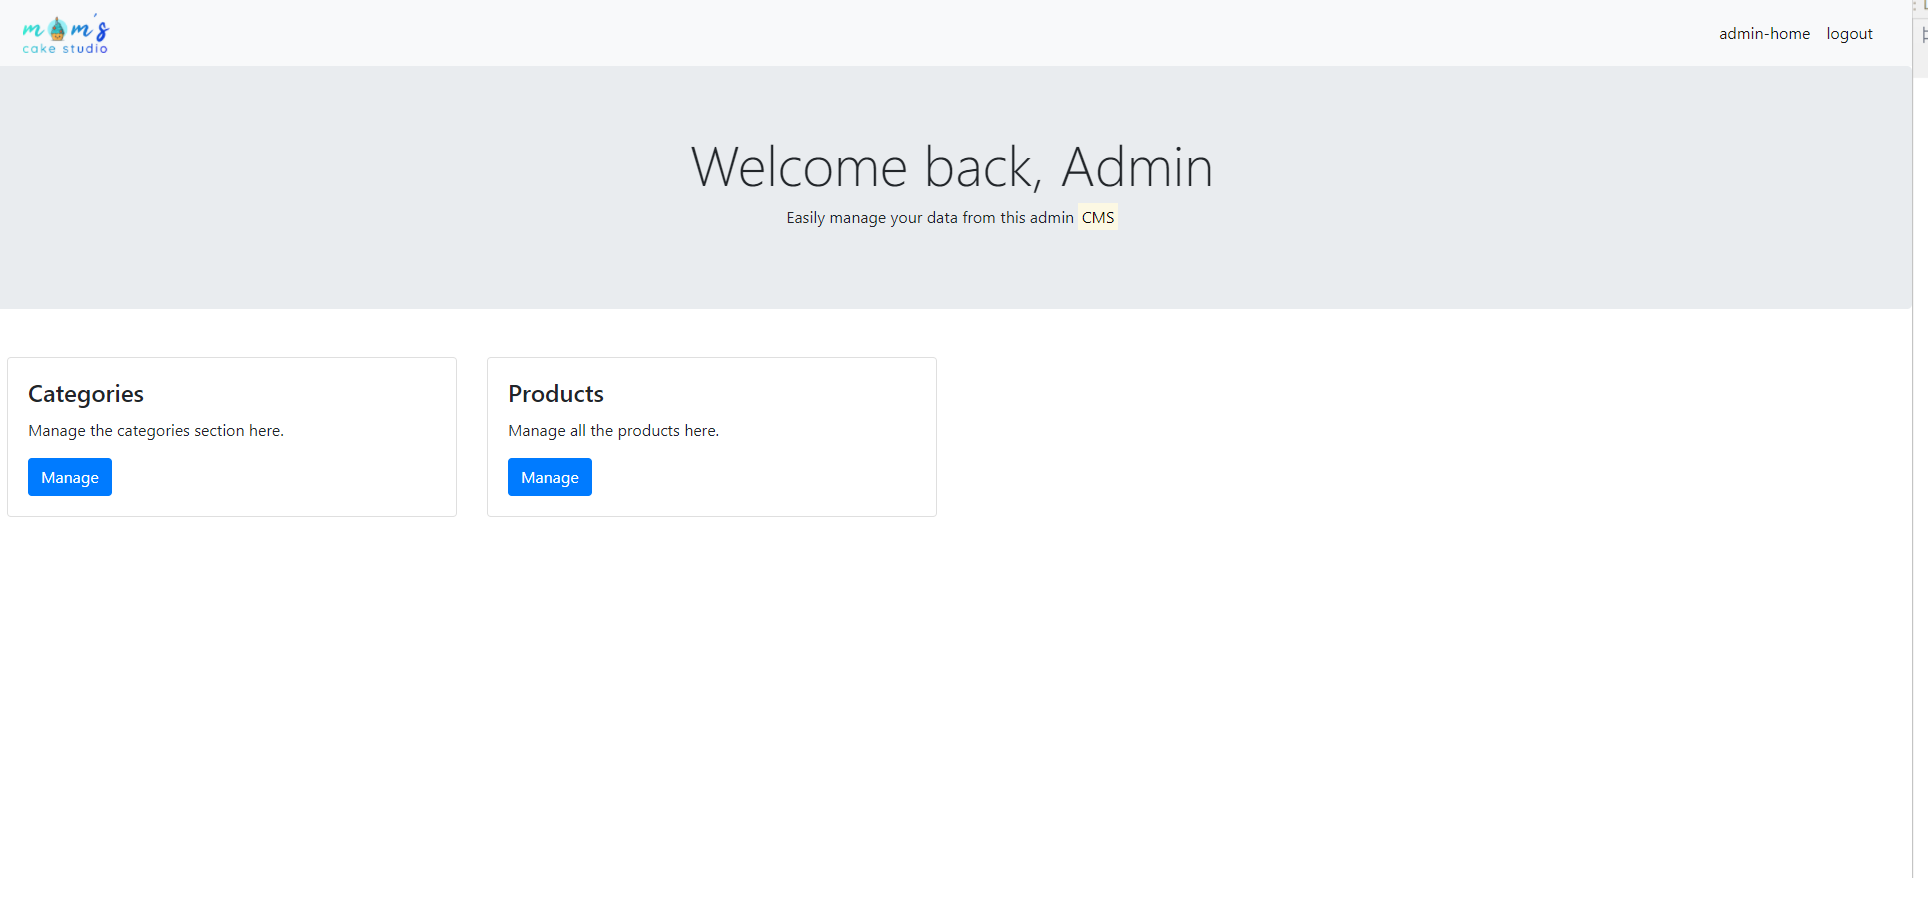 mom's
cake studio
admin-home logout
Welcome back, Admin
Easily manage your data from this admin CMS
Categories
Manage the categories section here.
Manage
Products
Manage all the products here.
Manage